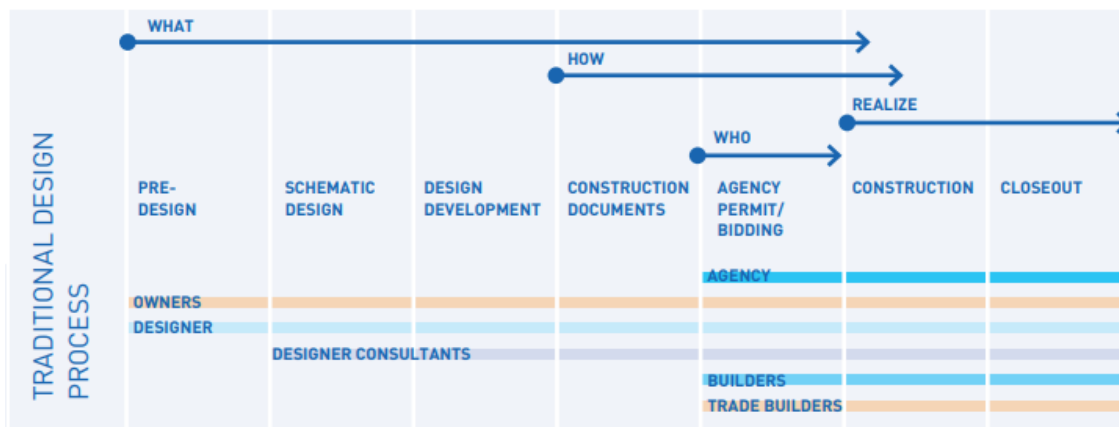 TRADITIONAL DESIGN
PROCESS
WHAT
HOW
REALIZE
WHO
PRE-
DESIGN
SCHEMATIC
DESIGN
DESIGN
DEVELOPMENT
CONSTRUCTION
DOCUMENTS
AGENCY
PERMIT/
BIDDING
CONSTRUCTION
CLOSEOUT
AGENCY
OWNERS
DESIGNER
DESIGNER CONSULTANTS
BUILDERS
TRADE BUILDERS